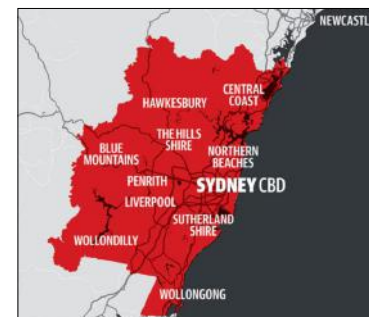 NEWCASTL
CENTRAL
COAST
HAWKESBURY
THE HILLS
SHIRE
BLUE
MOUNTAINS
NORTHERN
BEACHES
PENRITH
SYDNEY CBD
LIVERPOOL
SUTHERLAND
SHIRE
WOLLONDILLY
WOLLONGONG